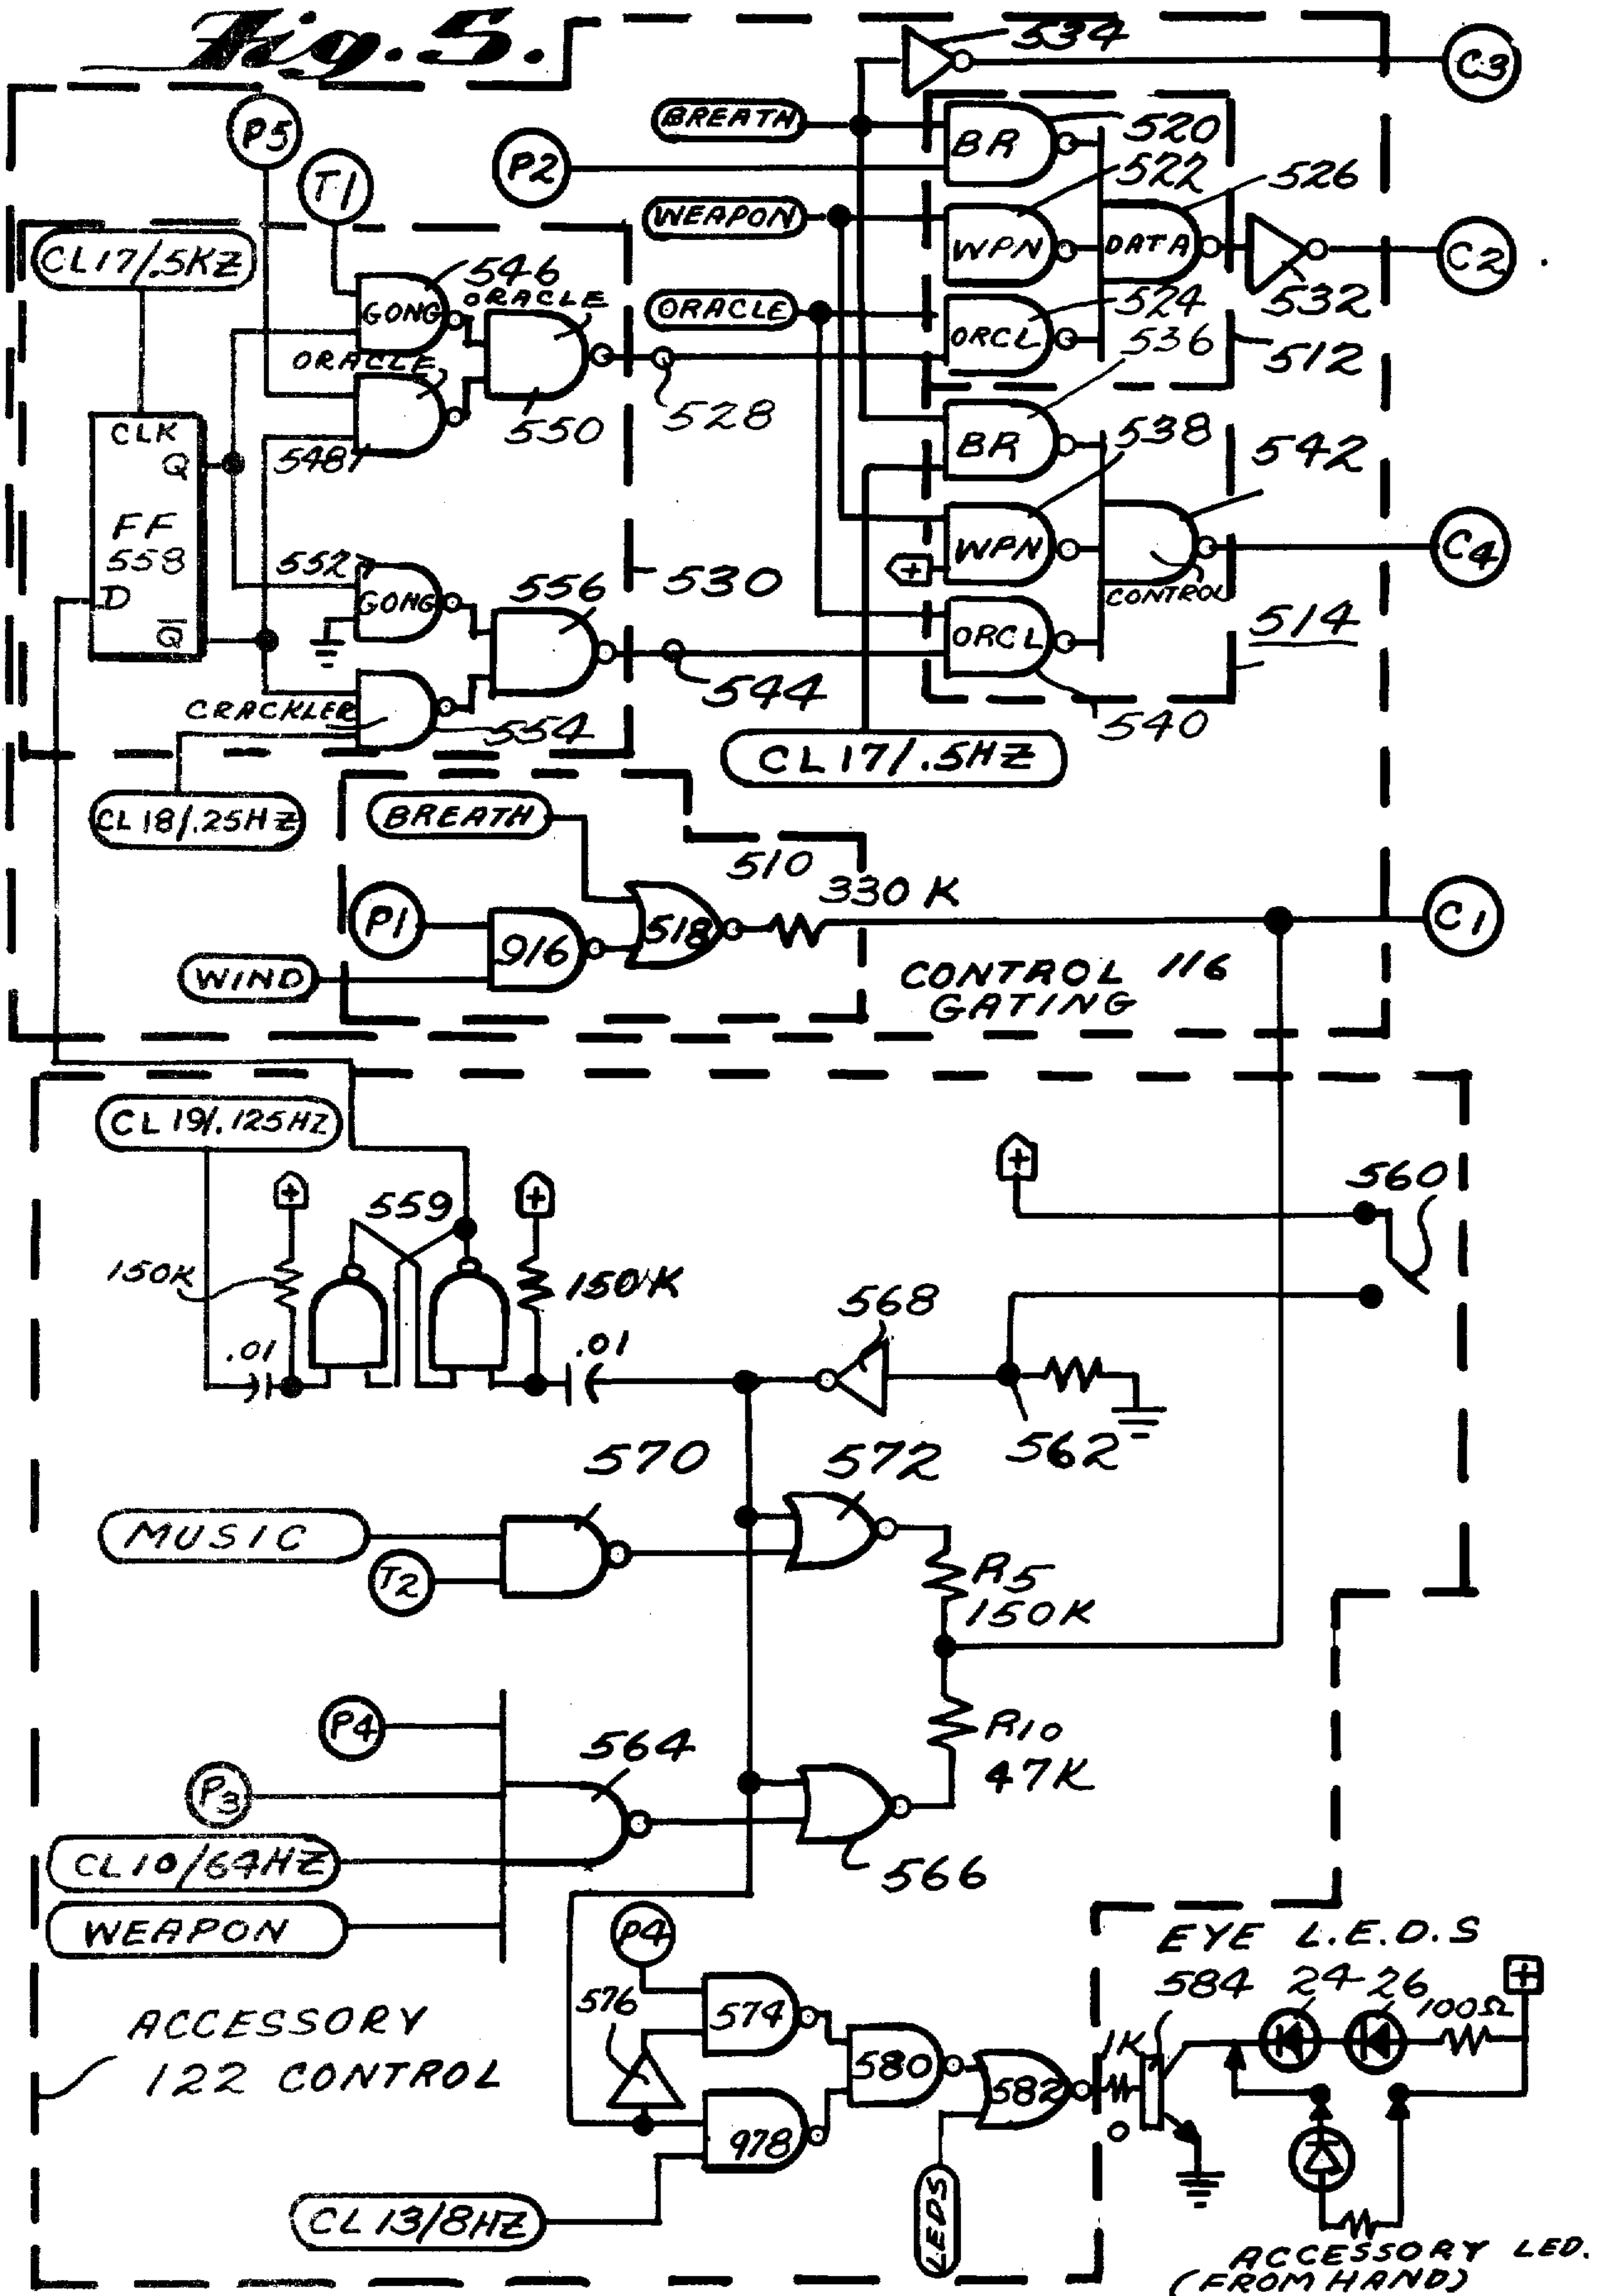 Fig. 5.
534
C3
P5
BREATH
BR
520
T1
P2
522
526
WEAPON
WPN
DATA
C2
CL17/.5KZ
546
ORACLE
GONG
ORACLE
524
532
ORCL
536
512
ORACLE
550
528
CLK
Q
548
BR
538
542
FF
558
552
556
530
WPN
+
C4
D
GONG
CONTROL
Q
ORCL
514
544
CRACKLER
554
540
CL17/.5HZ
CL18/.25HZ
BREATH
510
330 K
P1
518
C1
916
WIND
CONTROL 116
GATING
CL19/.125HZ
+
+
+
560
559
150K
150K
568
.01
.01
562
570
572
MUSIC
T2
R5
150K
P4
564
R10
47K
P3
CL10/64HZ
566
WEAPON
P4
EYE L.E.D.S
584 24 26
+
576
574
100Ω
ACCESSORY
1K
122 CONTROL
580
582
978
0
LEDS
CL13/8HZ
ACCESSORY LED.
(FROM HAND)